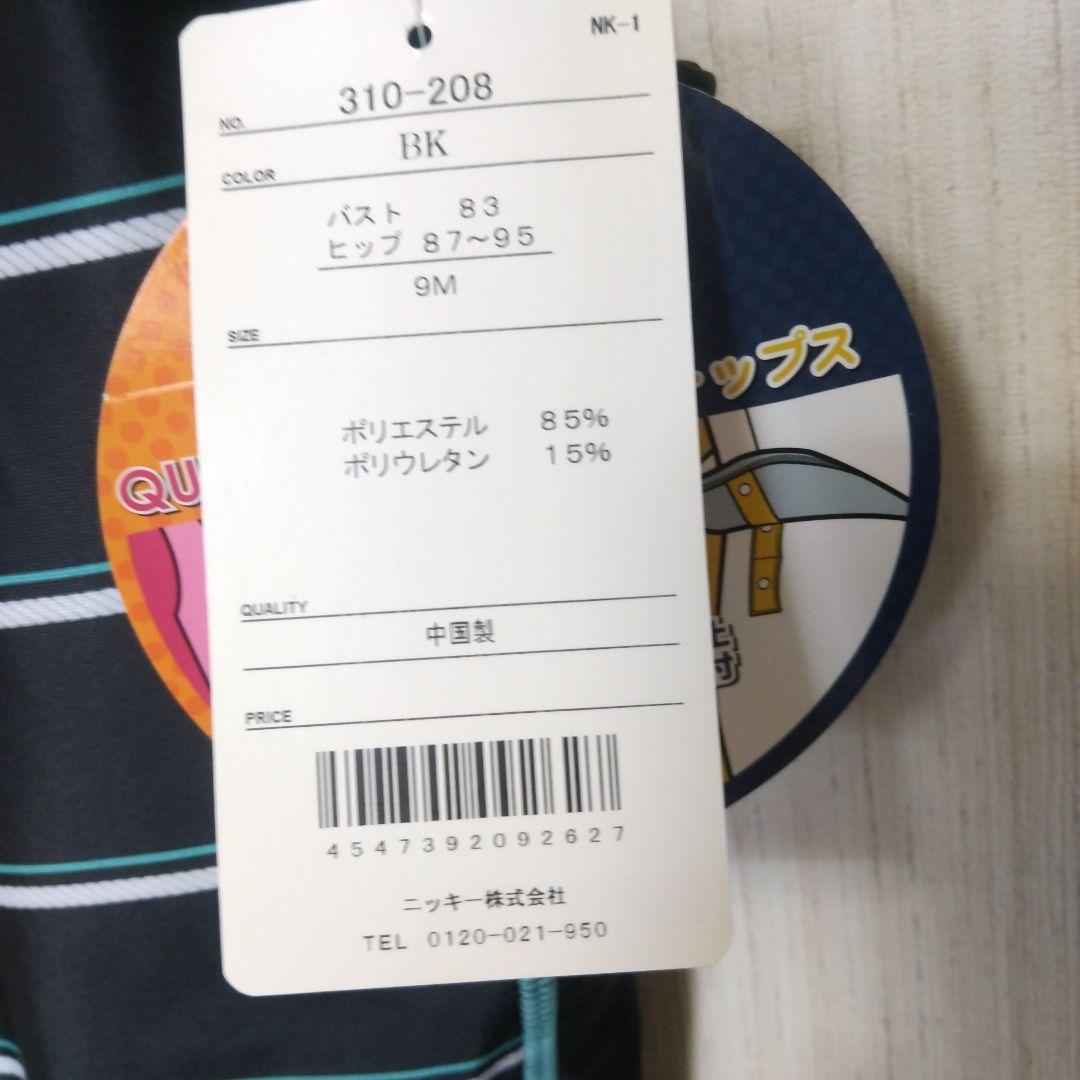 NK-1
NO. 310-208
COLOR BK
バスト 83
ヒップ 87～95
9M
SIZE
ポリエステル 85%
ポリウレタン 15%
QUALITY
中国製
PRICE
4547392092627
ニッキー株式会社
TEL 0120-021-950
QU
ップス